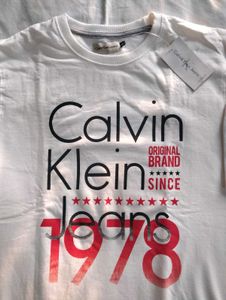 Calvin
Klein
ORIGINAL
BRAND
SINCE
Jeans
1978